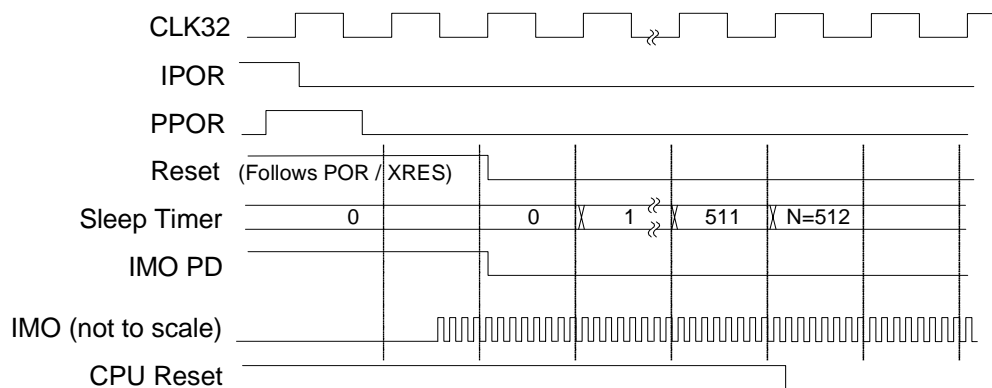 CLK32
IPOR
PPOR
Reset (Follows POR / XRES)
Sleep Timer 0 0 1 511 N=512
IMO PD
IMO (not to scale)
CPU Reset